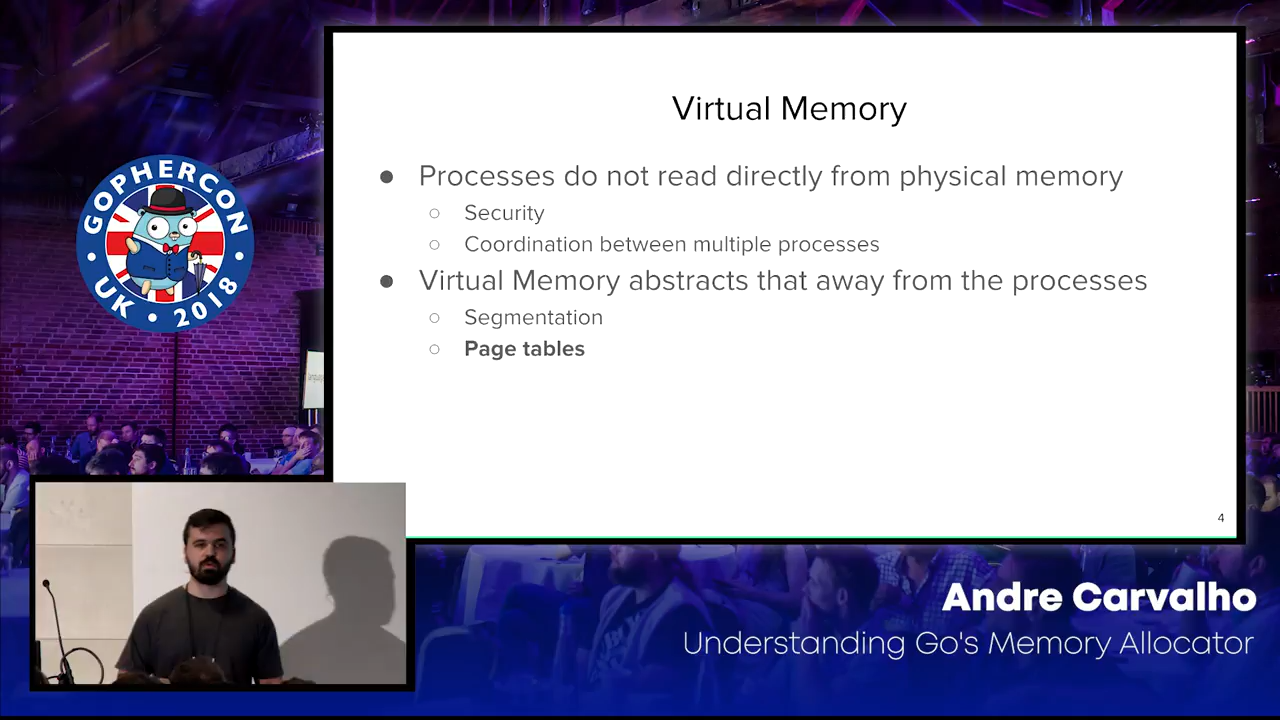 Virtual Memory
● Processes do not read directly from physical memory
○ Security
○ Coordination between multiple processes
● Virtual Memory abstracts that away from the processes
○ Segmentation
○ Page tables
4
GOPHERCON
UK • 2018
Andre Carvalho
Understanding Go's Memory Allocator